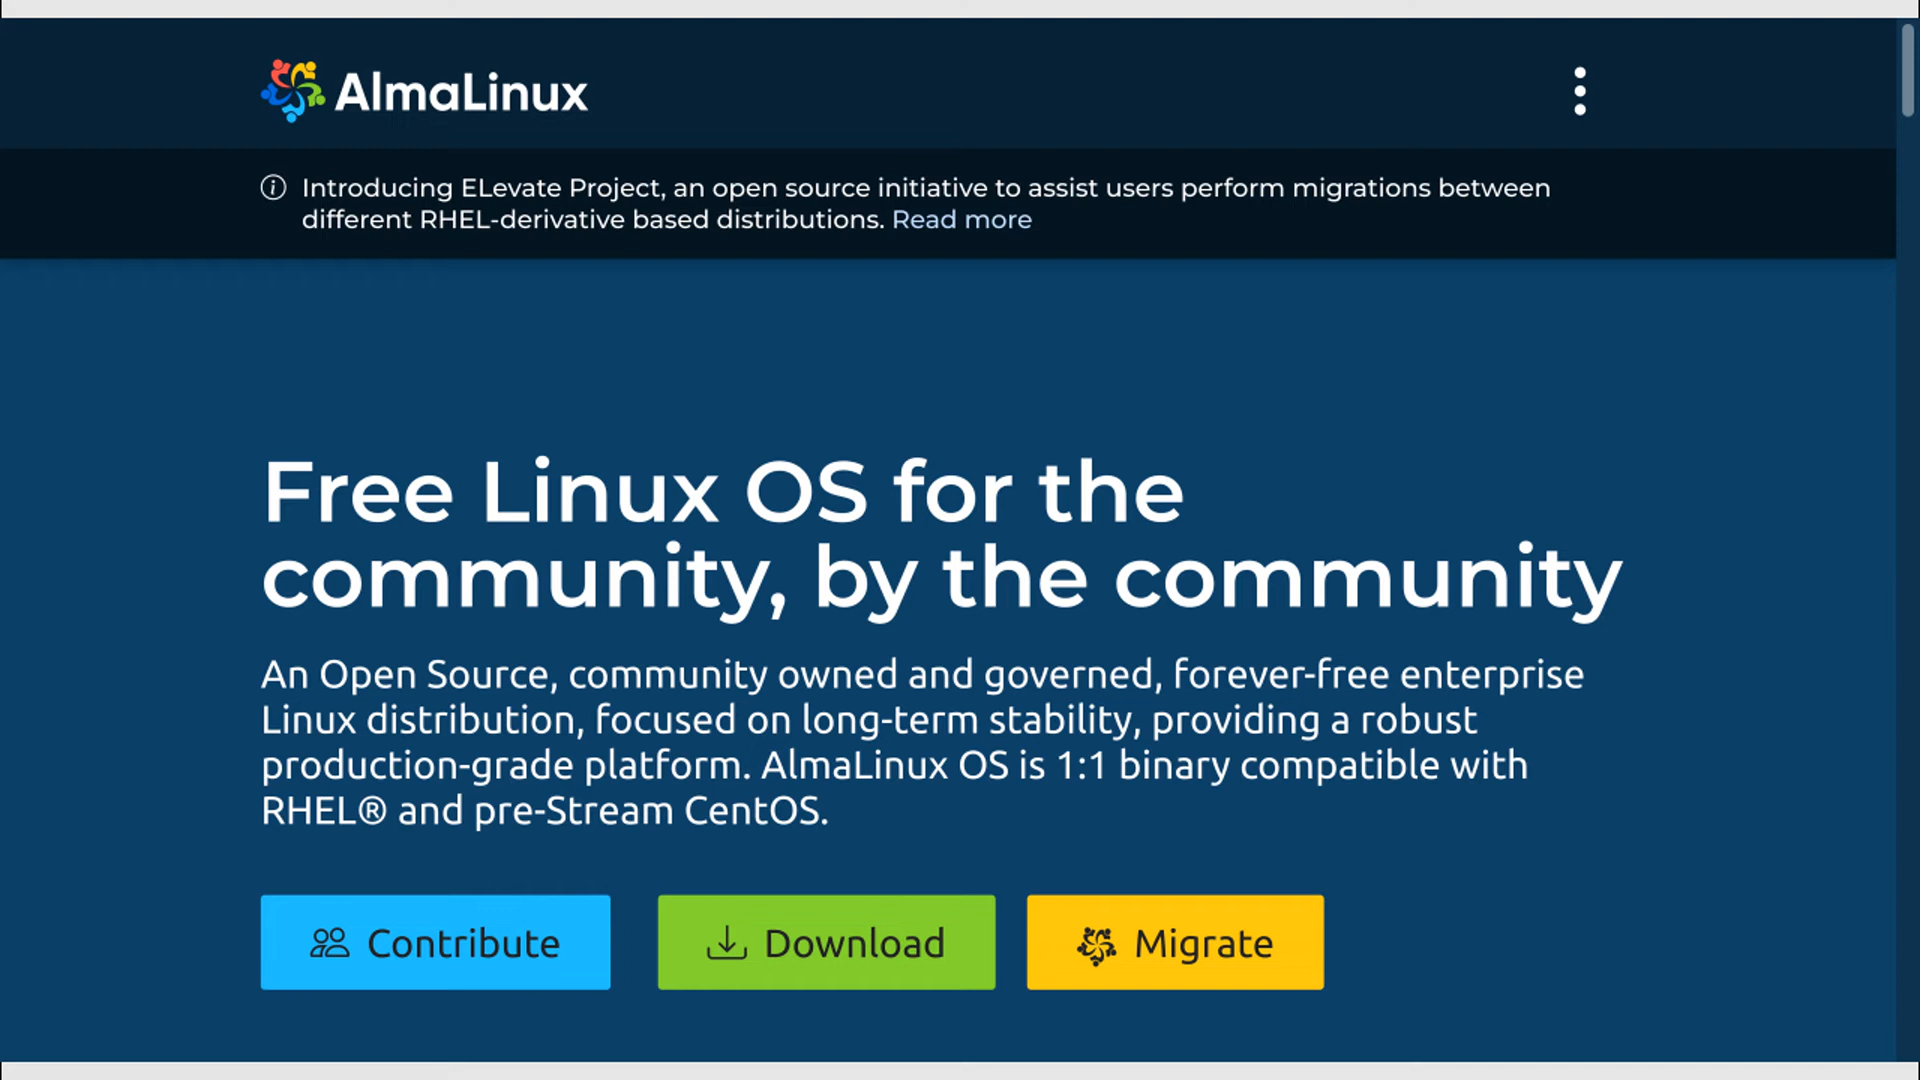 AlmaLinux
Introducing ELevate Project, an open source initiative to assist users perform migrations between
different RHEL-derivative based distributions. Read more
Free Linux OS for the
community, by the community
An Open Source, community owned and governed, forever-free enterprise
Linux distribution, focused on long-term stability, providing a robust
production-grade platform. AlmaLinux OS is 1:1 binary compatible with
RHEL® and pre-Stream CentOS.
Contribute
Download
Migrate